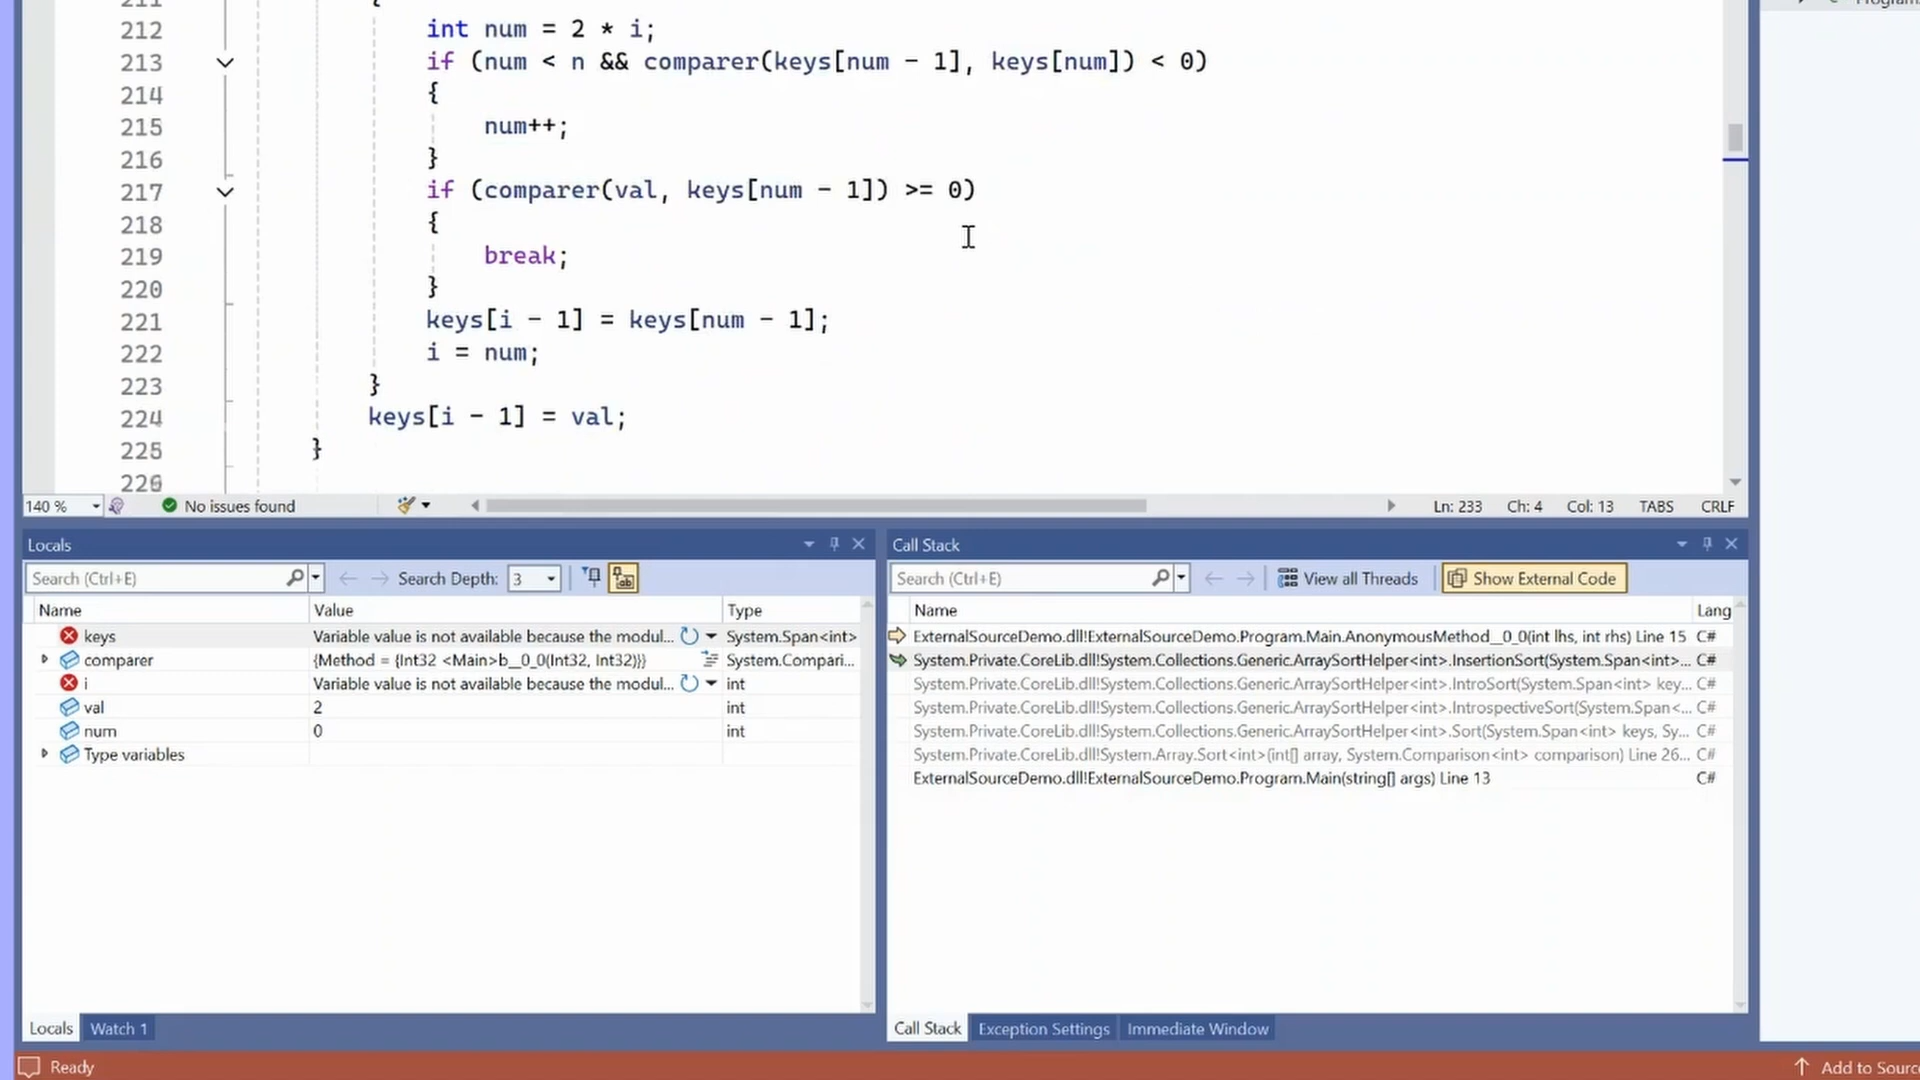 211 {
212 int num = 2 * i;
213 if (num < n && comparer(keys[num - 1], keys[num]) < 0)
214 {
215 num++;
216 }
217 if (comparer(val, keys[num - 1]) >= 0)
218 {
219 break;
220 }
221 keys[i - 1] = keys[num - 1];
222 i = num;
223 }
224 keys[i - 1] = val;
225 }
226
140 % No issues found Ln: 233 Ch: 4 Col: 13 TABS CRLF
Locals
Search (Ctrl+E) Search Depth: 3
Name Value Type
keys Variable value is not available because the modul... System.Span<int>
comparer {Method = {Int32 <Main>b__0_0(Int32, Int32)}} System.Compari...
i Variable value is not available because the modul... int
val 2 int
num 0 int
Type variables
Locals Watch 1
Call Stack
Search (Ctrl+E) View all Threads Show External Code
Name Lang
ExternalSourceDemo.dll!ExternalSourceDemo.Program.Main.AnonymousMethod__0_0(int lhs, int rhs) Line 15 C#
System.Private.CoreLib.dll!System.Collections.Generic.ArraySortHelper<int>.InsertionSort(System.Span<int>... C#
System.Private.CoreLib.dll!System.Collections.Generic.ArraySortHelper<int>.IntroSort(System.Span<int> key... C#
System.Private.CoreLib.dll!System.Collections.Generic.ArraySortHelper<int>.IntrospectiveSort(System.Span<... C#
System.Private.CoreLib.dll!System.Collections.Generic.ArraySortHelper<int>.Sort(System.Span<int> keys, Sy... C#
System.Private.CoreLib.dll!System.Array.Sort<int>(int[] array, System.Comparison<int> comparison) Line 26... C#
ExternalSourceDemo.dll!ExternalSourceDemo.Program.Main(string[] args) Line 13 C#
Call Stack Exception Settings Immediate Window
Ready Add to Sourc